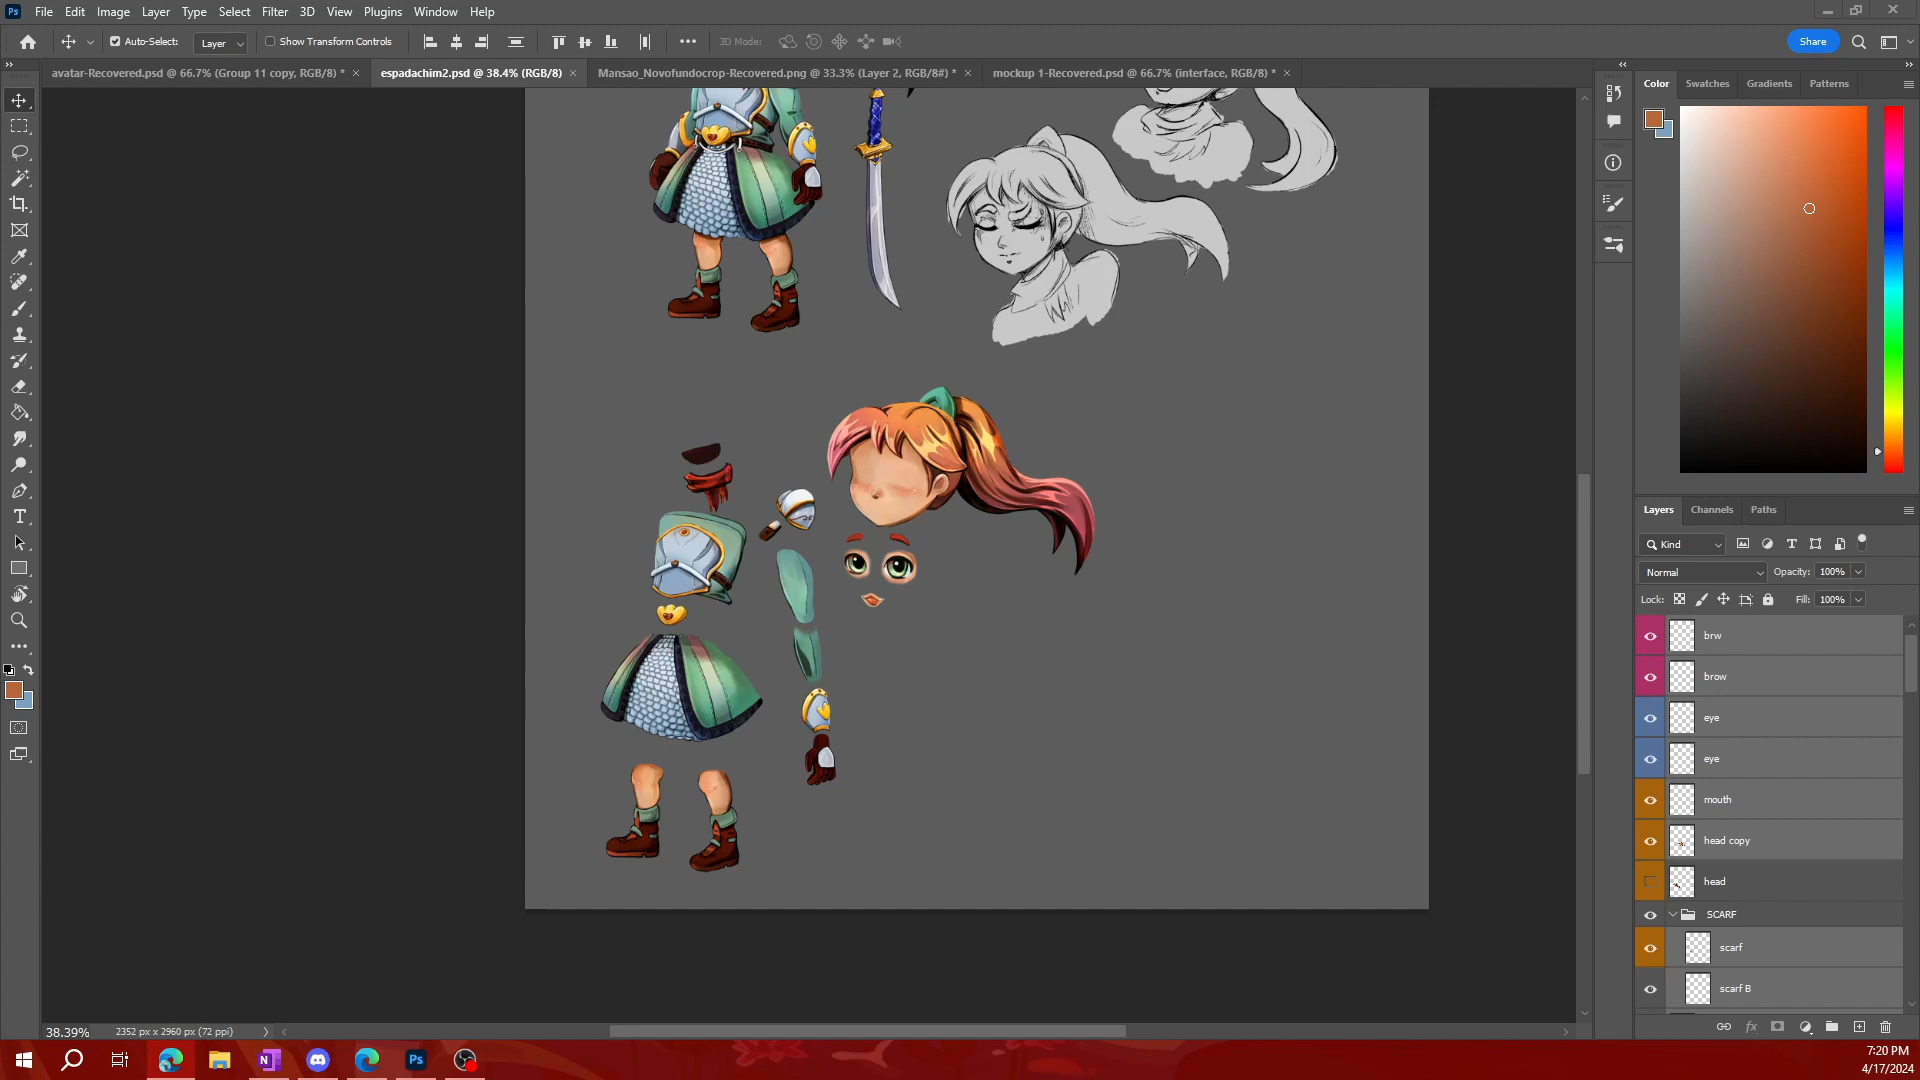 Ps File Edit Image Layer Type Select Filter 3D View Plugins Window Help
Auto-Select: Layer Show Transform Controls 3D Mode: Share
avatar-Recovered.psd @ 66.7% (Group 11 copy, RGB/8) * espadachim2.psd @ 38.4% (RGB/8) Mansao_Novofundocrop-Recovered.png @ 33.3% (Layer 2, RGB/8#) * mockup 1-Recovered.psd @ 66.7% (interface, RGB/8) *
Color Swatches Gradients Patterns
Layers Channels Paths
Kind
Normal Opacity: 100%
Lock: Fill: 100%
brw
brow
eye
eye
mouth
head copy
head
SCARF
scarf
scarf B
fx
38.39% 2352 px x 2960 px (72 ppi)
N Ps
7:20 PM
4/17/2024